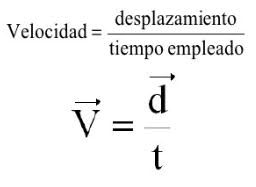 Velocidad = desplazamiento / tiempo empleado
V⃗ = d⃗ / t